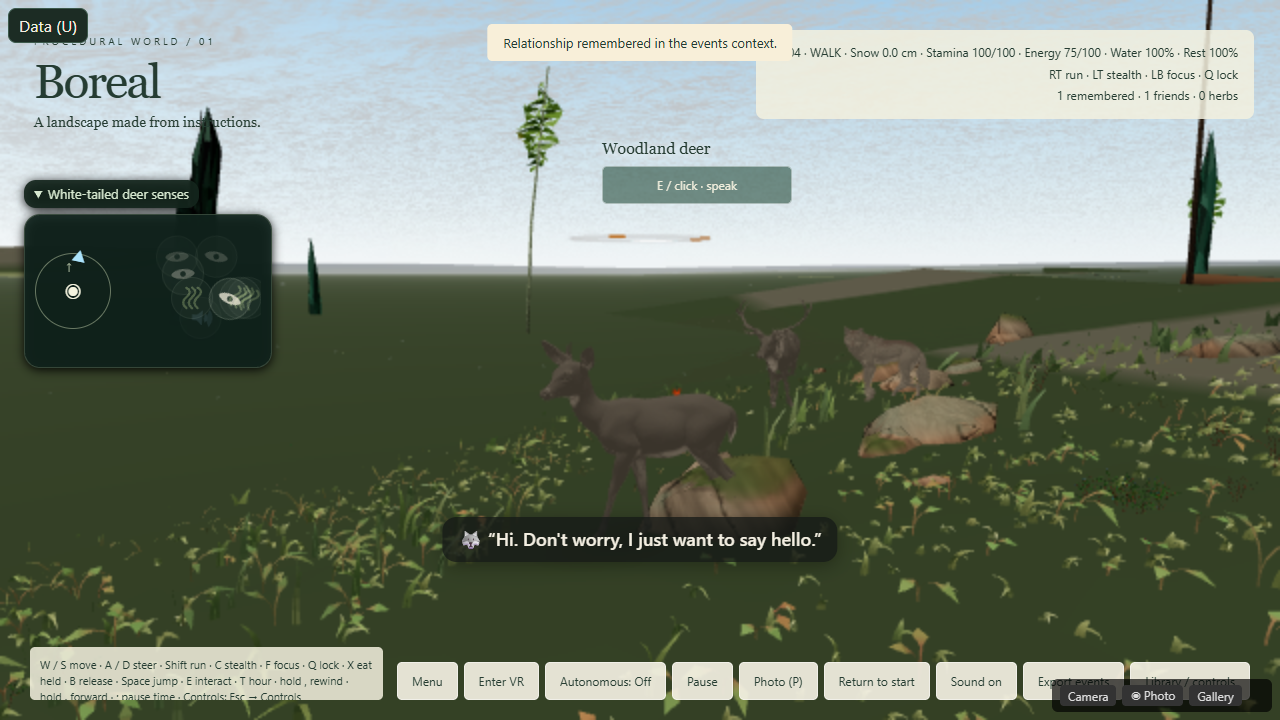 Data (U)
PROCEDURAL WORLD / 01
Boreal
A landscape made from instructions.
Relationship remembered in the events context.
04 · WALK · Snow 0.0 cm · Stamina 100/100 · Energy 75/100 · Water 100% · Rest 100%
RT run · LT stealth · LB focus · Q lock
1 remembered · 1 friends · 0 herbs
Woodland deer
E / click · speak
▼ White-tailed deer senses
↑
“Hi. Don't worry, I just want to say hello.”
W / S move · A / D steer · Shift run · C stealth · F focus · Q lock · X eat
held · B release · Space jump · E interact · T hour · hold , rewind ·
hold . forward · ; pause time · Controls: Esc → Controls
Menu
Enter VR
Autonomous: Off
Pause
Photo (P)
Return to start
Sound on
Export events
Library / controls
Camera
◉ Photo
Gallery